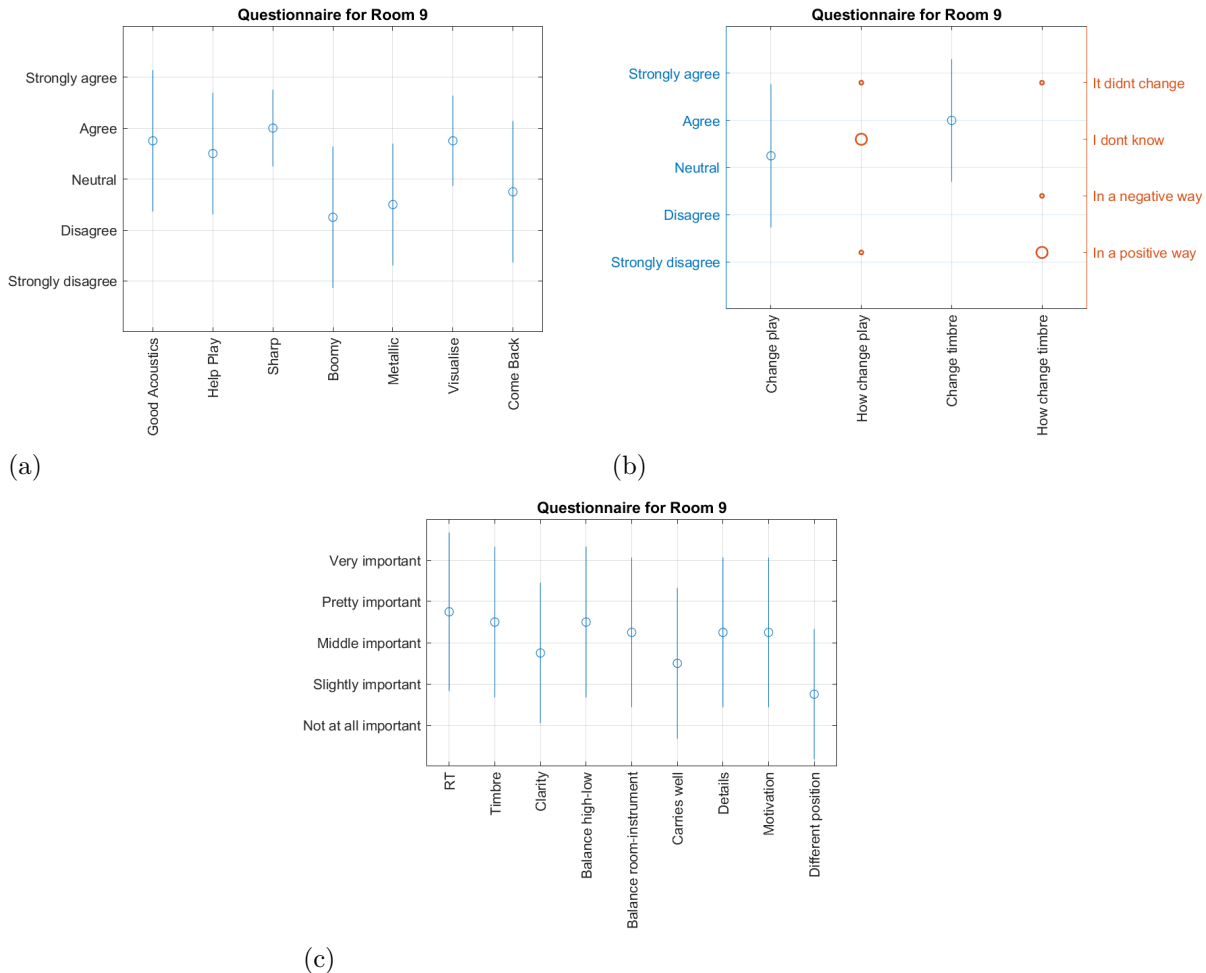 Questionnaire for Room 9
Strongly agree
Agree
Neutral
Disagree
Strongly disagree
Good Acoustics
Help Play
Sharp
Boomy
Metallic
Visualise
Come Back
(a)
Questionnaire for Room 9
Strongly agree
Agree
Neutral
Disagree
Strongly disagree
It didnt change
I dont know
In a negative way
In a positive way
Change play
How change play
Change timbre
How change timbre
(b)
Questionnaire for Room 9
Very important
Pretty important
Middle important
Slightly important
Not at all important
RT
Timbre
Clarity
Balance high-low
Balance room-instrument
Carries well
Details
Motivation
Different position
(c)